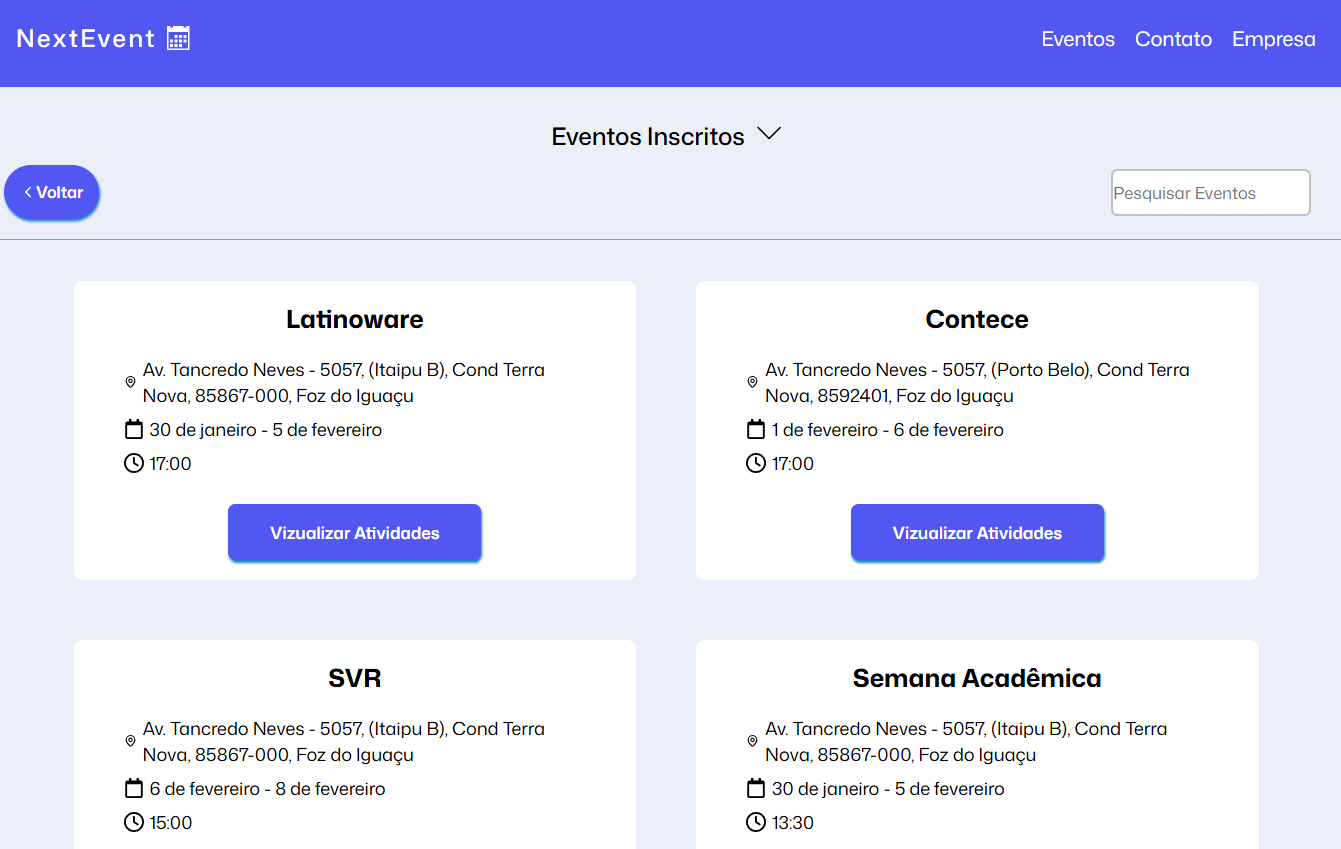 NextEvent
Eventos Contato Empresa
Eventos Inscritos
< Voltar
Pesquisar Eventos
Latinoware
Av. Tancredo Neves - 5057, (Itaipu B), Cond Terra
Nova, 85867-000, Foz do Iguaçu
30 de janeiro - 5 de fevereiro
17:00
Vizualizar Atividades
Contece
Av. Tancredo Neves - 5057, (Porto Belo), Cond Terra
Nova, 8592401, Foz do Iguaçu
1 de fevereiro - 6 de fevereiro
17:00
Vizualizar Atividades
SVR
Av. Tancredo Neves - 5057, (Itaipu B), Cond Terra
Nova, 85867-000, Foz do Iguaçu
6 de fevereiro - 8 de fevereiro
15:00
Semana Acadêmica
Av. Tancredo Neves - 5057, (Itaipu B), Cond Terra
Nova, 85867-000, Foz do Iguaçu
30 de janeiro - 5 de fevereiro
13:30